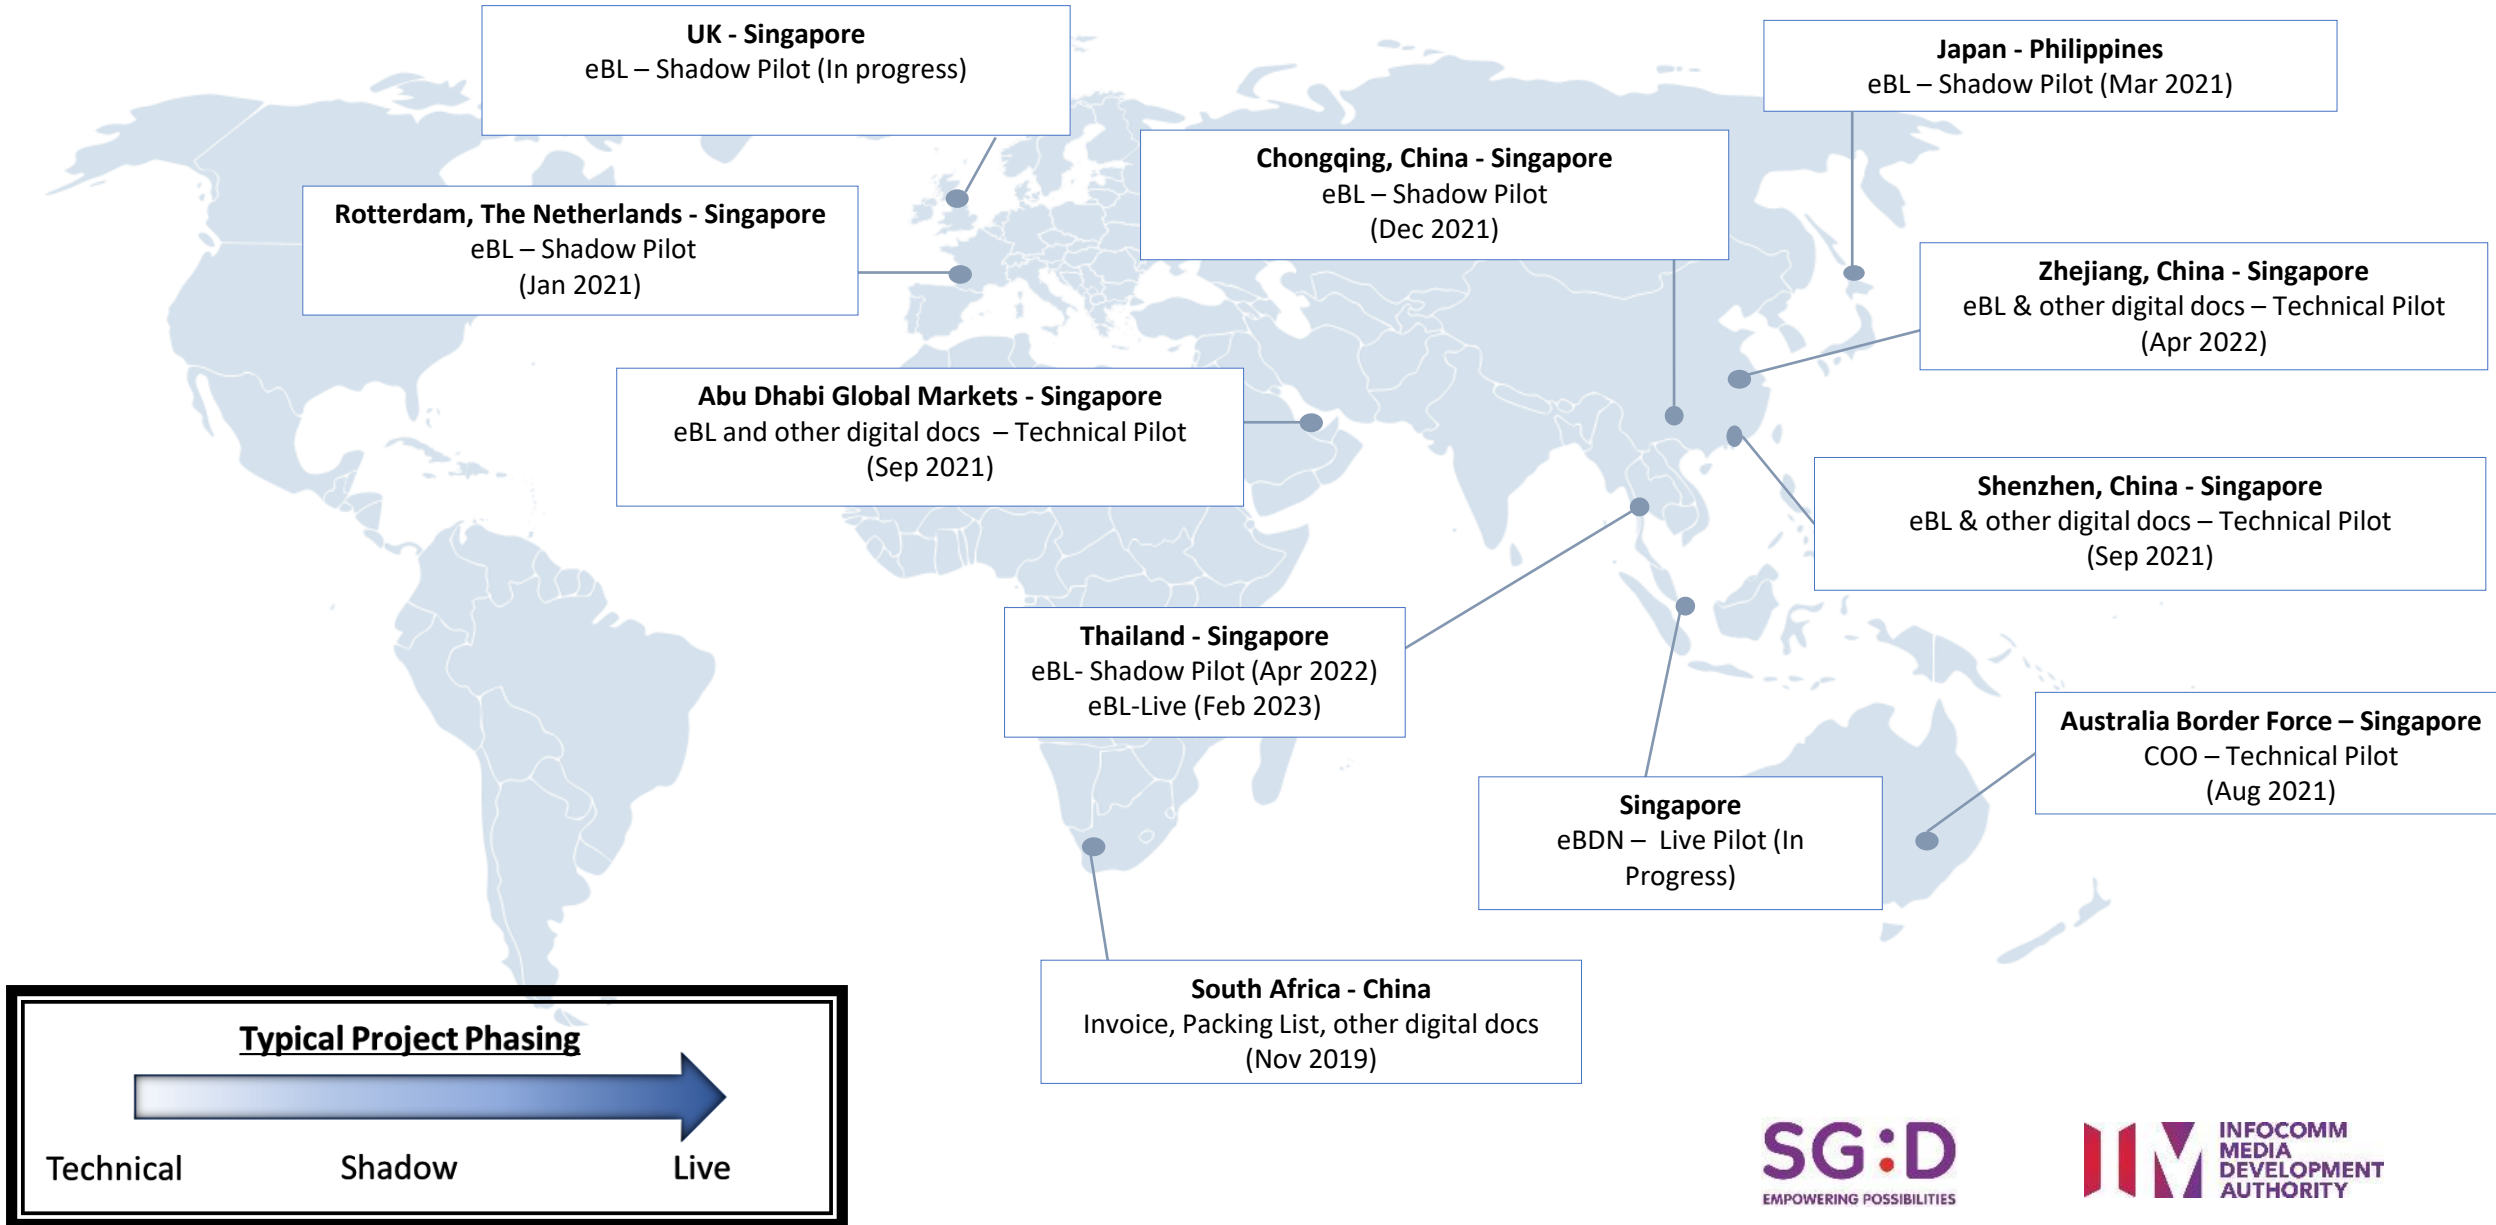 UK - Singapore
eBL – Shadow Pilot (In progress)
Japan - Philippines
eBL – Shadow Pilot (Mar 2021)
Chongqing, China - Singapore
eBL – Shadow Pilot
(Dec 2021)
Rotterdam, The Netherlands - Singapore
eBL – Shadow Pilot
(Jan 2021)
Zhejiang, China - Singapore
eBL & other digital docs – Technical Pilot
(Apr 2022)
Abu Dhabi Global Markets - Singapore
eBL and other digital docs  – Technical Pilot
(Sep 2021)
Shenzhen, China - Singapore
eBL & other digital docs – Technical Pilot
(Sep 2021)
Thailand - Singapore
eBL- Shadow Pilot (Apr 2022)
eBL-Live (Feb 2023)
Australia Border Force – Singapore
COO – Technical Pilot
(Aug 2021)
Singapore
eBDN –  Live Pilot (In
Progress)
South Africa - China
Invoice, Packing List, other digital docs
(Nov 2019)
Typical Project Phasing
Technical
Shadow
Live
SG:D
EMPOWERING POSSIBILITIES
INFOCOMM
MEDIA
DEVELOPMENT
AUTHORITY